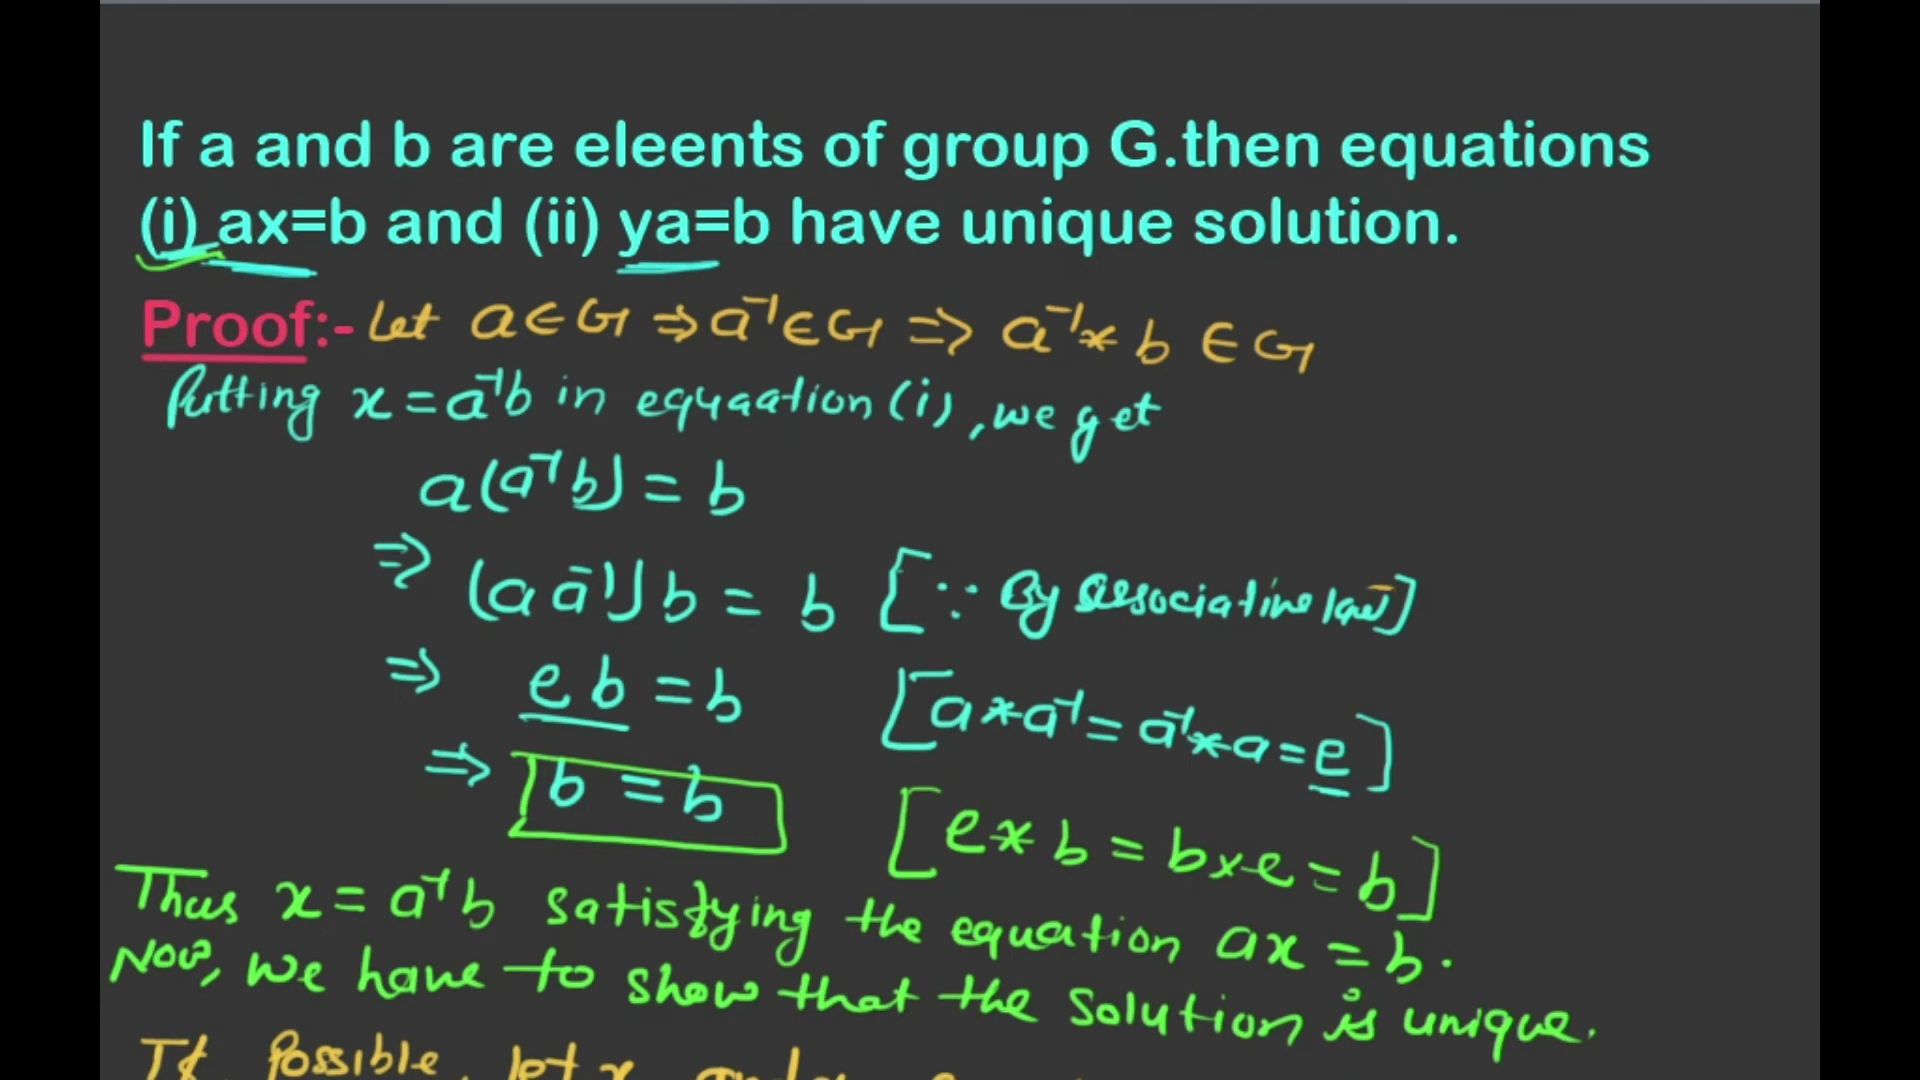 If a and b are eleents of group G.then equations
(i) ax=b and (ii) ya=b have unique solution.
Proof:- Let a∈G ⇒ a⁻¹∈G ⇒ a⁻¹*b ∈G
Putting x = a⁻¹b in equaation (i), we get
a(a⁻¹b) = b
⇒ (a a⁻¹) b = b [∵ By associative law]
⇒ e b = b [a*a⁻¹ = a⁻¹*a = e]
⇒ b = b [e*b = b*e = b]
Thus x = a⁻¹b satisfying the equation ax = b.
Now, we have to show that the solution is unique.
If Possible, let x